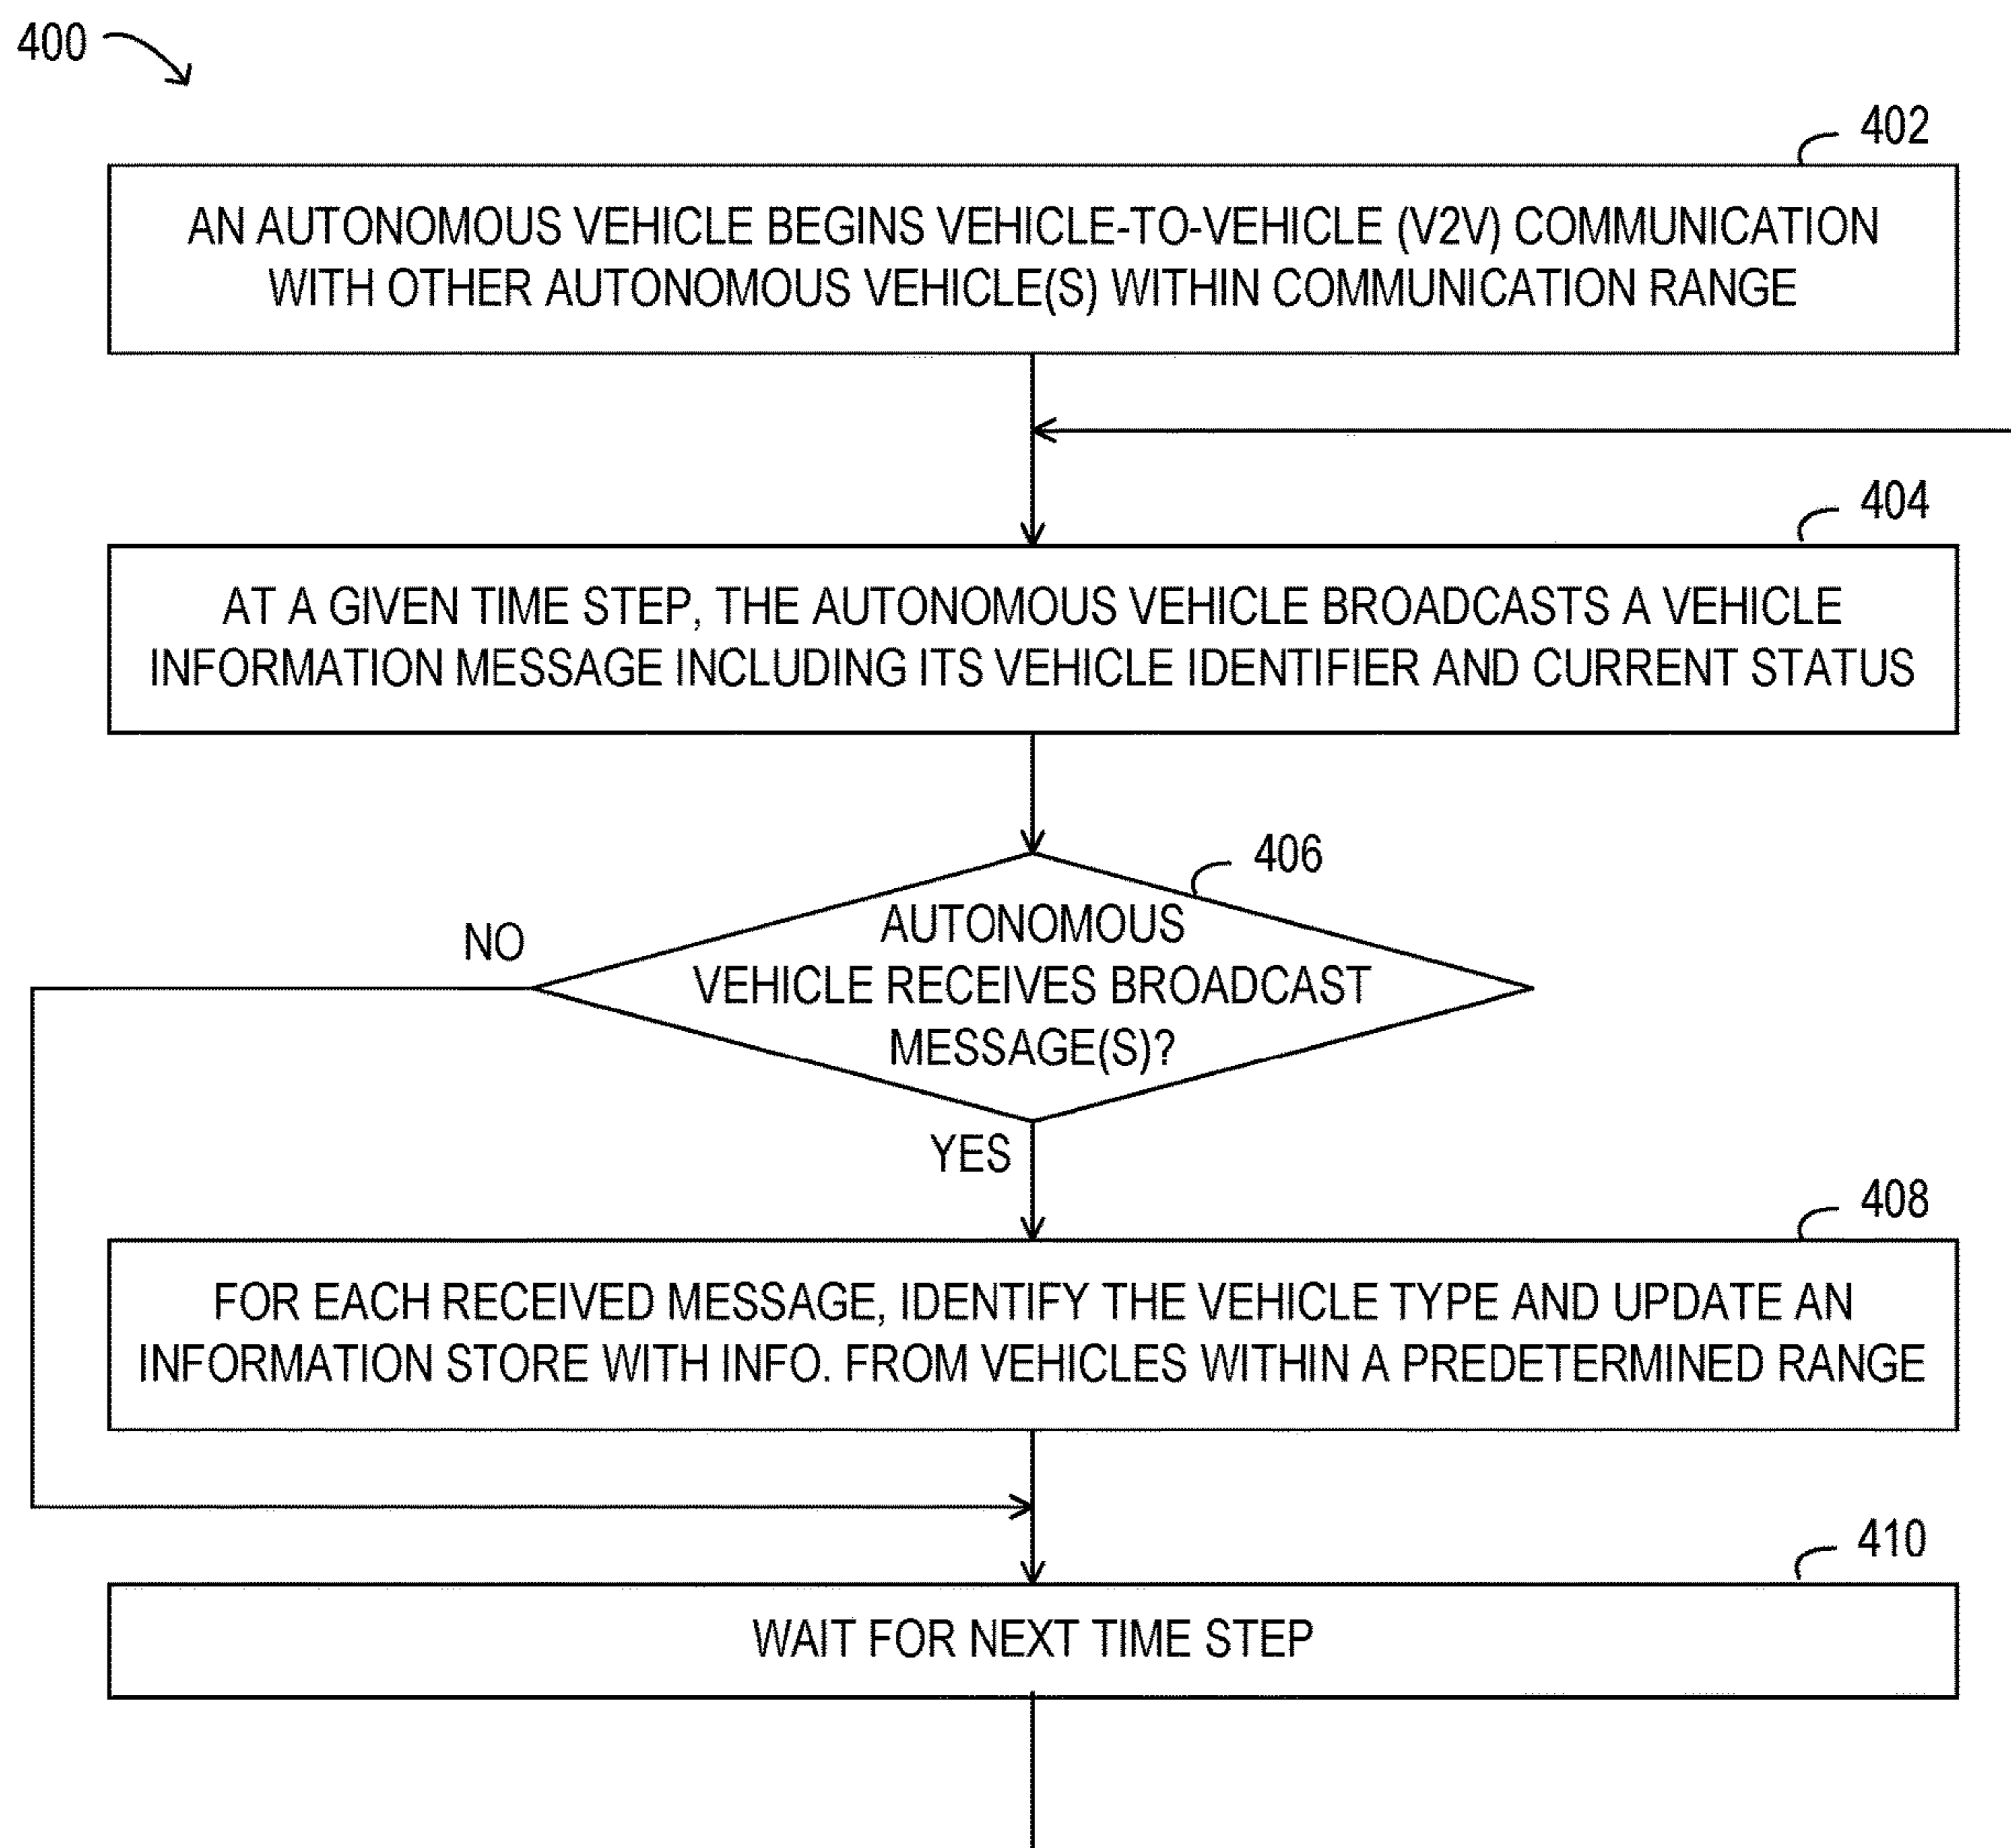 400
402
AN AUTONOMOUS VEHICLE BEGINS VEHICLE-TO-VEHICLE (V2V) COMMUNICATION
WITH OTHER AUTONOMOUS VEHICLE(S) WITHIN COMMUNICATION RANGE
404
AT A GIVEN TIME STEP, THE AUTONOMOUS VEHICLE BROADCASTS A VEHICLE
INFORMATION MESSAGE INCLUDING ITS VEHICLE IDENTIFIER AND CURRENT STATUS
406
AUTONOMOUS
VEHICLE RECEIVES BROADCAST
MESSAGE(S)?
NO
YES
408
FOR EACH RECEIVED MESSAGE, IDENTIFY THE VEHICLE TYPE AND UPDATE AN
INFORMATION STORE WITH INFO. FROM VEHICLES WITHIN A PREDETERMINED RANGE
410
WAIT FOR NEXT TIME STEP